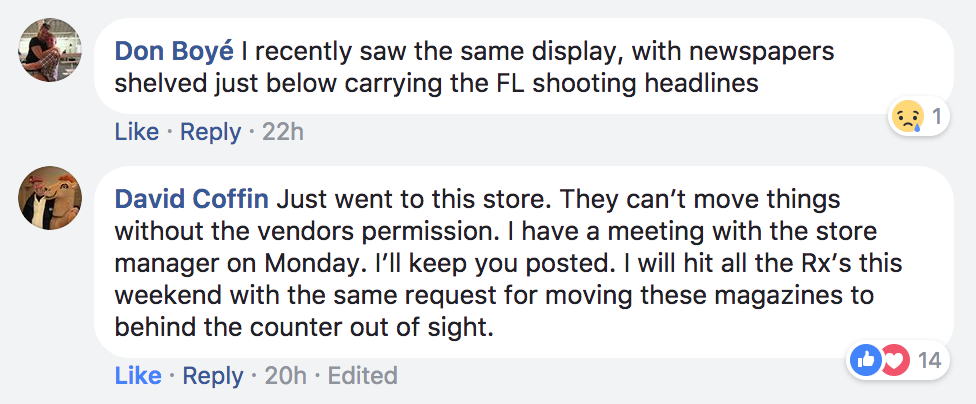 Don Boyé I recently saw the same display, with newspapers
shelved just below carrying the FL shooting headlines
1
Like · Reply · 22h
David Coffin Just went to this store. They can’t move things
without the vendors permission. I have a meeting with the store
manager on Monday. I’ll keep you posted. I will hit all the Rx’s this
weekend with the same request for moving these magazines to
behind the counter out of sight.
14
Like · Reply · 20h · Edited